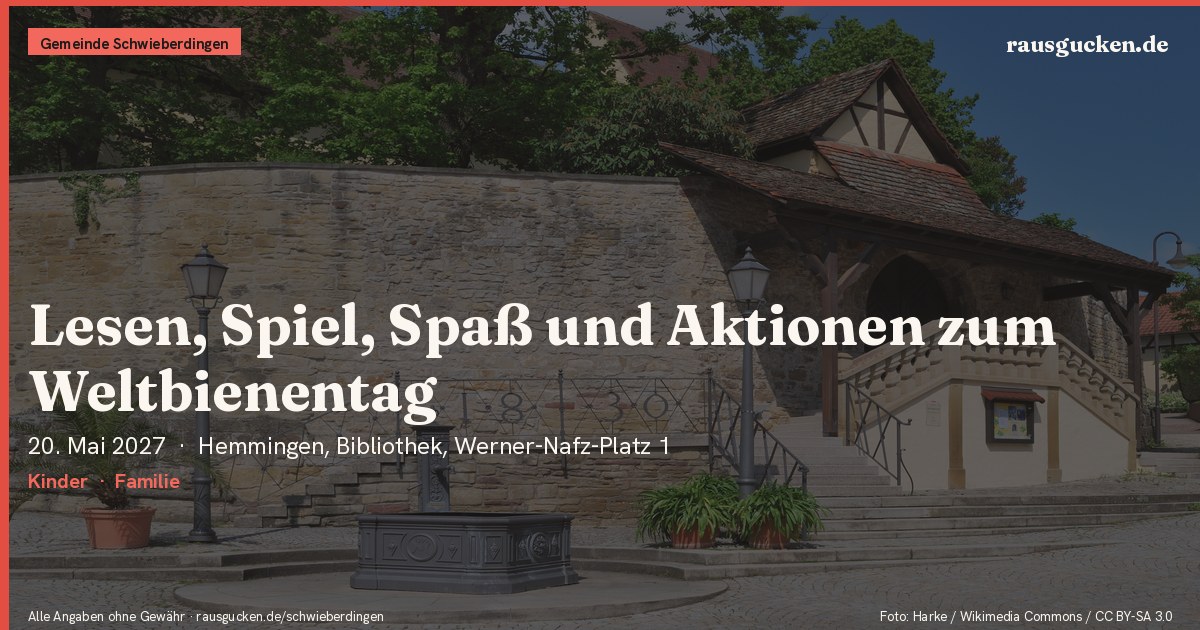 Gemeinde Schwieberdingen
rausgucken.de
Lesen, Spiel, Spaß und Aktionen zum
Weltbienentag
20. Mai 2027 · Hemmingen, Bibliothek, Werner-Nafz-Platz 1
Kinder · Familie
Alle Angaben ohne Gewähr · rausgucken.de/schwieberdingen
Foto: Harke / Wikimedia Commons / CC BY-SA 3.0